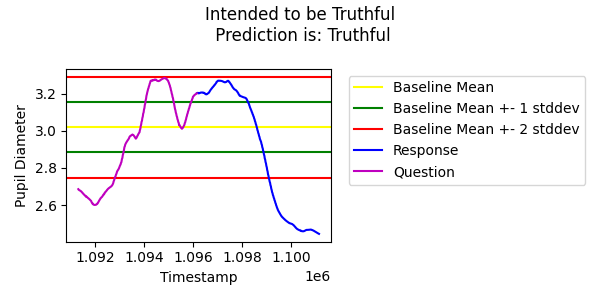 Intended to be Truthful
Prediction is: Truthful
Baseline Mean
Baseline Mean +- 1 stddev
Baseline Mean +- 2 stddev
Response
Question
Pupil Diameter
3.2
3.0
2.8
2.6
1.092 1.094 1.096 1.098 1.100
1e6
Timestamp